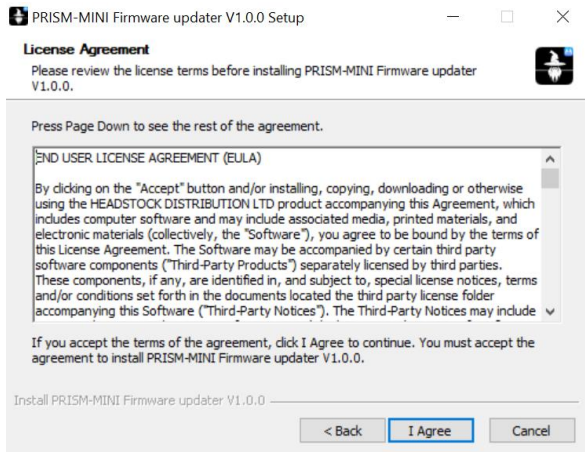 PRISM-MINI Firmware updater V1.0.0 Setup
License Agreement
Please review the license terms before installing PRISM-MINI Firmware updater
V1.0.0.
Press Page Down to see the rest of the agreement.
END USER LICENSE AGREEMENT (EULA)
By clicking on the "Accept" button and/or installing, copying, downloading or otherwise
using the HEADSTOCK DISTRIBUTION LTD product accompanying this Agreement, which
includes computer software and may include associated media, printed materials, and
electronic materials (collectively, the "Software"), you agree to be bound by the terms of
this License Agreement. The Software may be accompanied by certain third party
software components ("Third-Party Products") separately licensed by third parties.
These components, if any, are identified in, and subject to, special license notices, terms
and/or conditions set forth in the documents located the third party license folder
accompanying this Software ("Third-Party Notices"). The Third-Party Notices may include
If you accept the terms of the agreement, click I Agree to continue. You must accept the
agreement to install PRISM-MINI Firmware updater V1.0.0.
Install PRISM-MINI Firmware updater V1.0.0
< Back
I Agree
Cancel